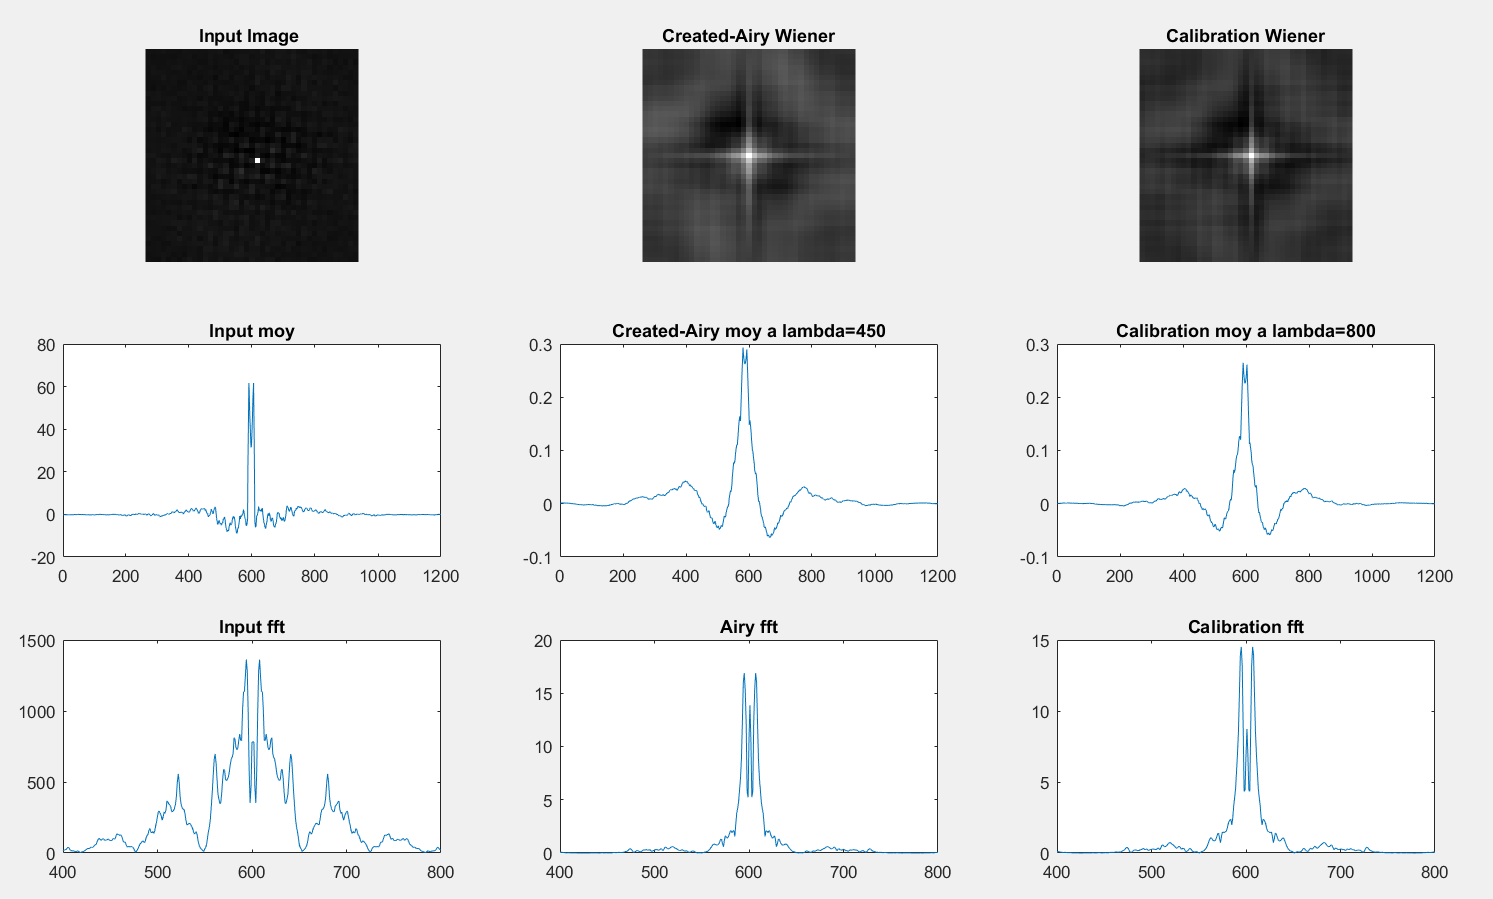 Input Image
Created-Airy Wiener
Calibration Wiener
Input moy
Created-Airy moy a lambda=450
Calibration moy a lambda=800
80
60
40
20
0
-20
0 200 400 600 800 1000 1200
0.3
0.2
0.1
0
-0.1
0 200 400 600 800 1000 1200
0.3
0.2
0.1
0
-0.1
0 200 400 600 800 1000 1200
Input fft
Airy fft
Calibration fft
1500
1000
500
0
400 500 600 700 800
20
15
10
5
0
400 500 600 700 800
15
10
5
0
400 500 600 700 800